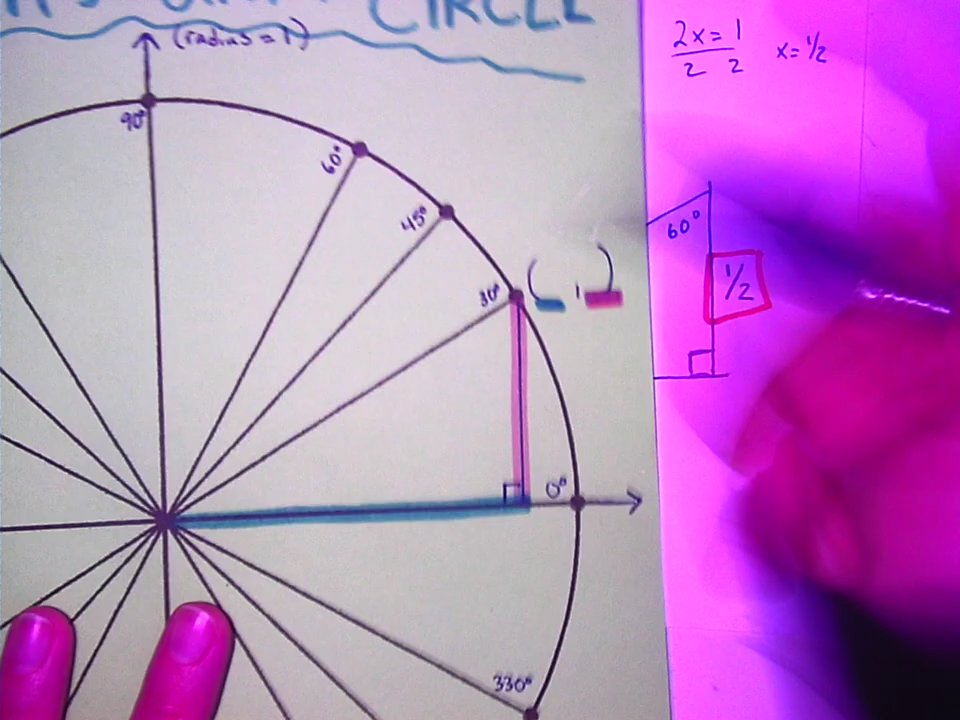 CIRCLE
(radius = 1)
90°
60°
45°
30°
0°
330°
2x = 1
2 2
x = 1/2
60°
1/2